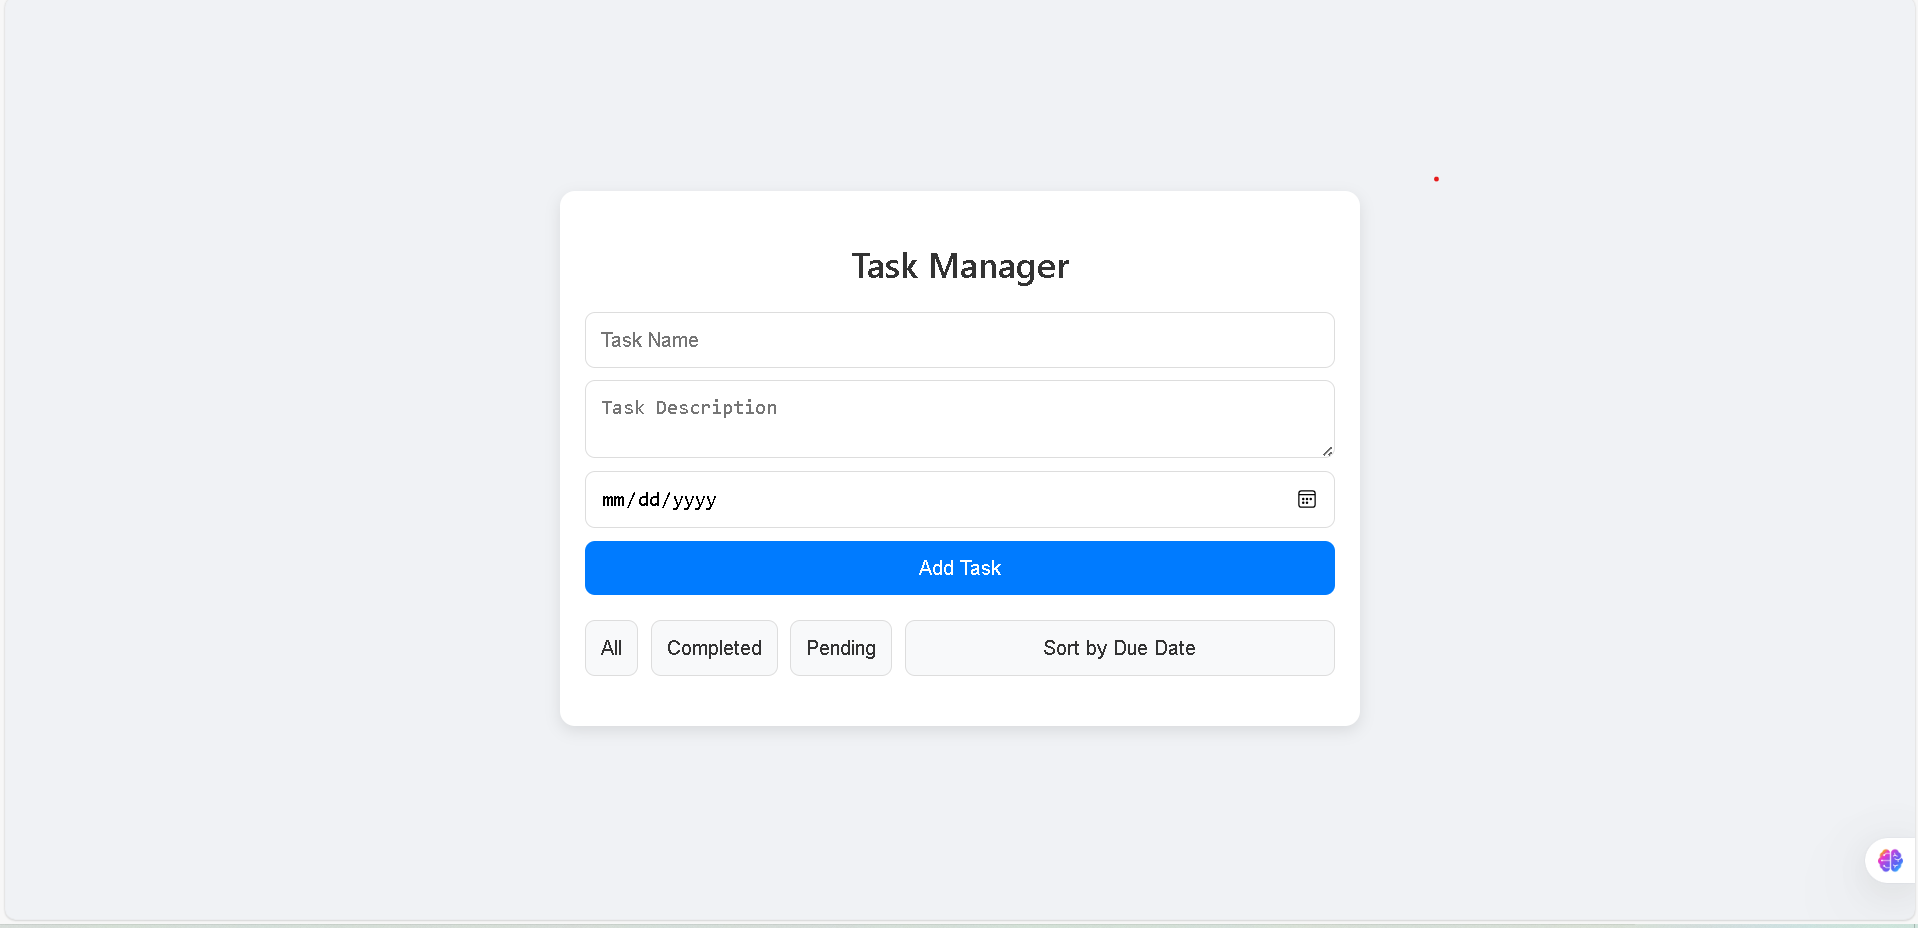 Task Manager
Task Name
Task Description
mm/dd/yyyy
Add Task
All Completed Pending Sort by Due Date